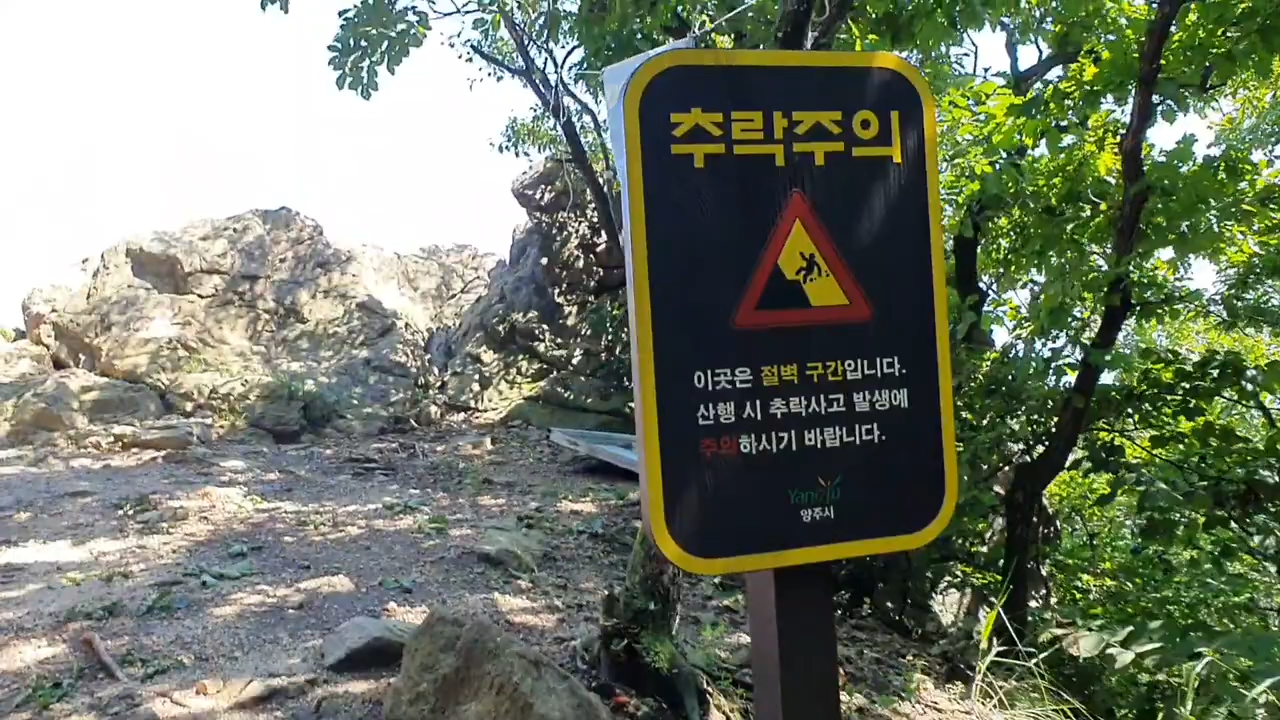 추락주의
이곳은 절벽 구간입니다.
산행 시 추락사고 발생에
주의하시기 바랍니다.
Yangju
양주시